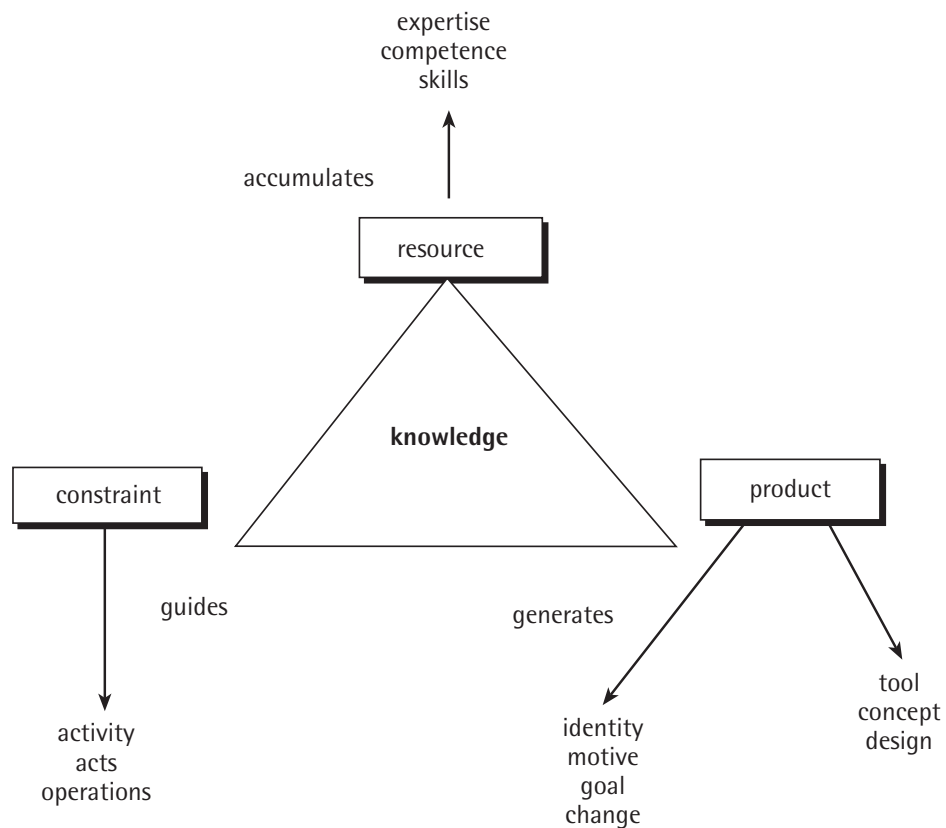 expertise
competence
skills
accumulates
resource
knowledge
constraint
product
guides
generates
activity
acts
operations
identity
motive
goal
change
tool
concept
design